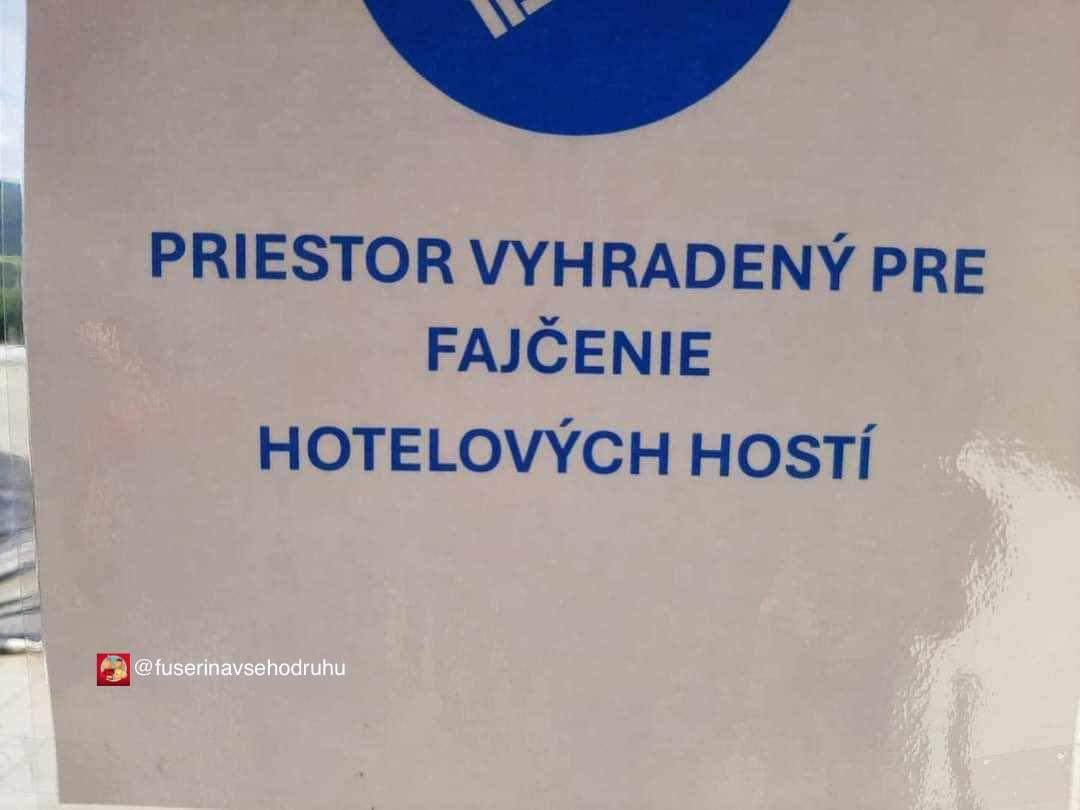 PRIESTOR VYHRADENÝ PRE
FAJČENIE
HOTELOVÝCH HOSTÍ
@fuserinavsehodruhu